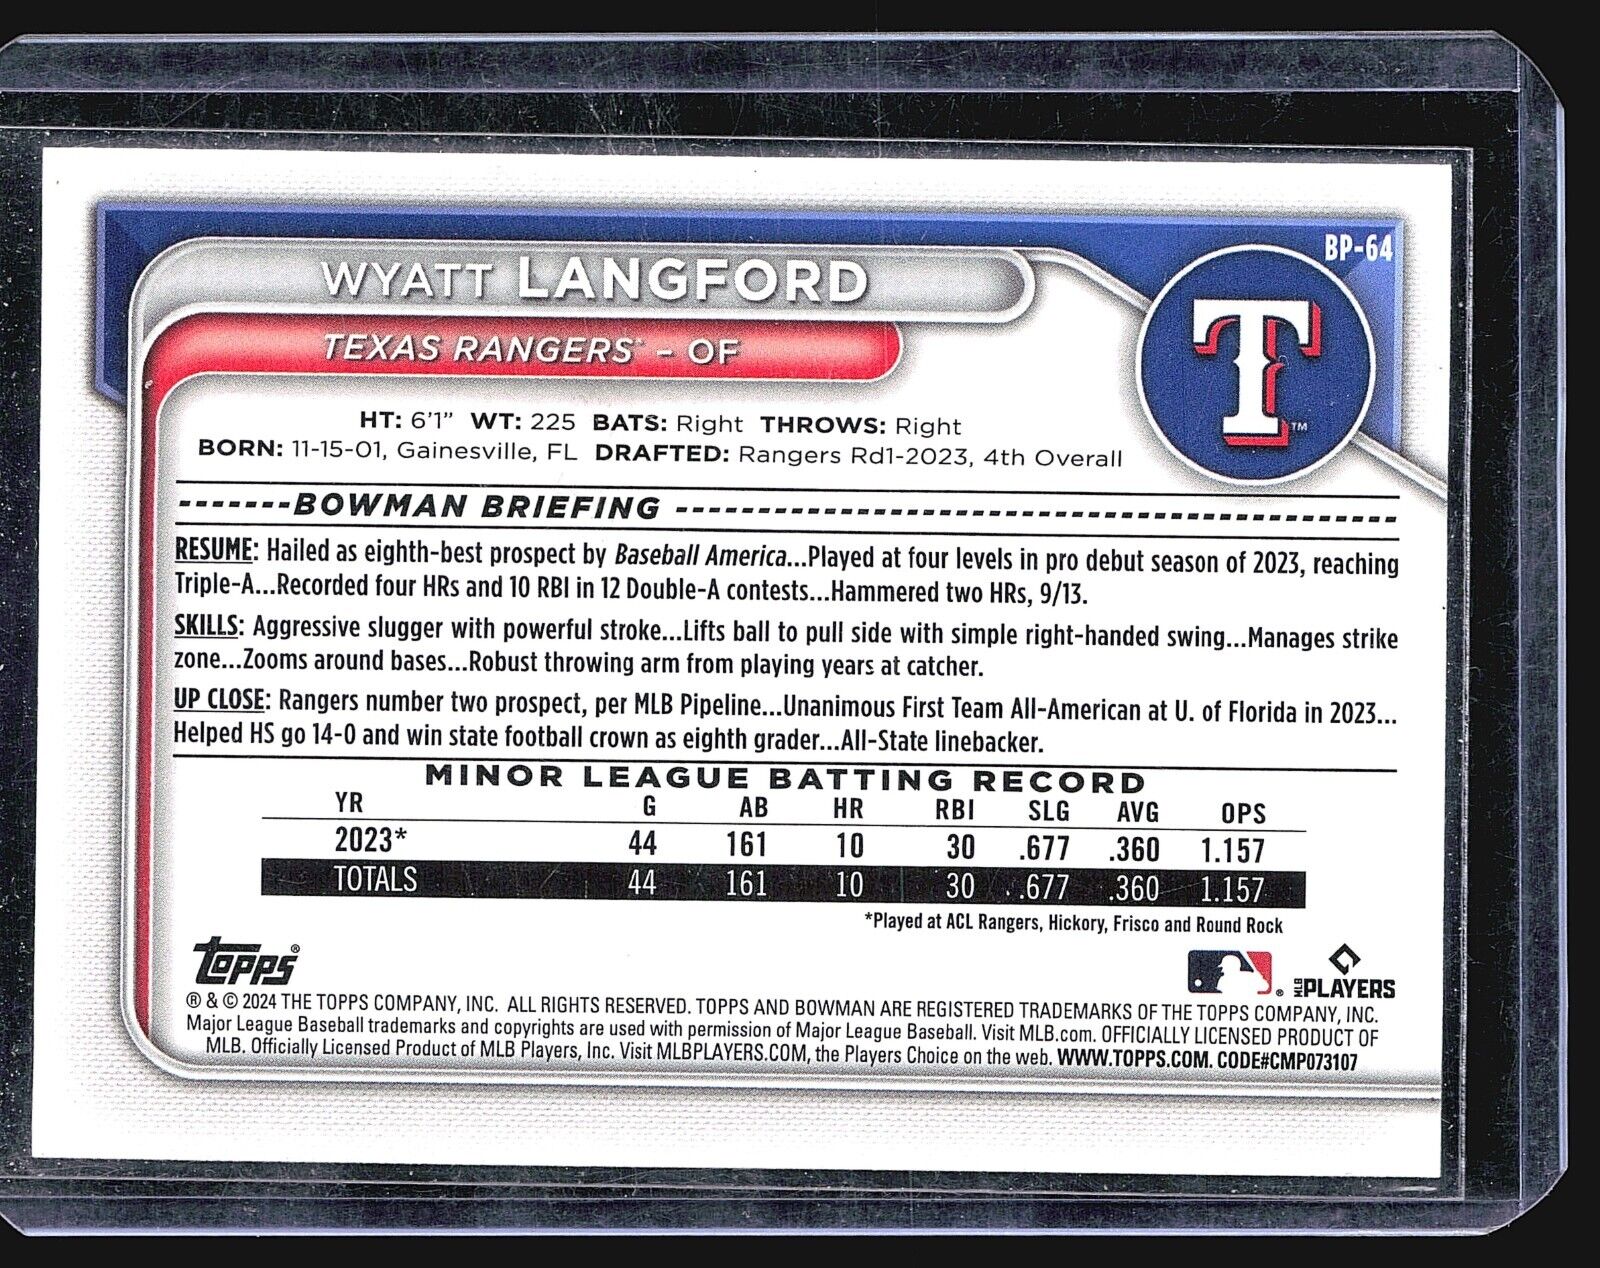 BP-64
WYATT LANGFORD
TEXAS RANGERS - OF
T™
HT: 6'1" WT: 225 BATS: Right THROWS: Right
BORN: 11-15-01, Gainesville, FL DRAFTED: Rangers Rd1-2023, 4th Overall
BOWMAN BRIEFING
RESUME: Hailed as eighth-best prospect by Baseball America...Played at four levels in pro debut season of 2023, reaching
Triple-A...Recorded four HRs and 10 RBI in 12 Double-A contests...Hammered two HRs, 9/13.
SKILLS: Aggressive slugger with powerful stroke...Lifts ball to pull side with simple right-handed swing...Manages strike
zone...Zooms around bases...Robust throwing arm from playing years at catcher.
UP CLOSE: Rangers number two prospect, per MLB Pipeline...Unanimous First Team All-American at U. of Florida in 2023...
Helped HS go 14-0 and win state football crown as eighth grader...All-State linebacker.
MINOR LEAGUE BATTING RECORD
YR G AB HR RBI SLG AVG OPS
2023* 44 161 10 30 .677 .360 1.157
TOTALS 44 161 10 30 .677 .360 1.157
*Played at ACL Rangers, Hickory, Frisco and Round Rock
topps®
MLB PLAYERS
® & © 2024 THE TOPPS COMPANY, INC. ALL RIGHTS RESERVED. TOPPS AND BOWMAN ARE REGISTERED TRADEMARKS OF THE TOPPS COMPANY, INC.
Major League Baseball trademarks and copyrights are used with permission of Major League Baseball. Visit MLB.com. OFFICIALLY LICENSED PRODUCT OF
MLB. Officially Licensed Product of MLB Players, Inc. Visit MLBPLAYERS.COM, the Players Choice on the web. WWW.TOPPS.COM. CODE#CMP073107